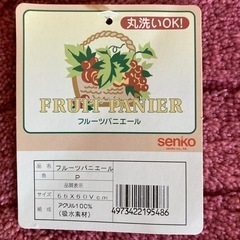 丸洗いOK!
FRUIT PANIER
フルーツパニエール
senko
品名 フルーツパニエール
色 P
品質表示
サイズ 55X60Vcm
組成 アクリル100%
(吸水素材)
4973422195486